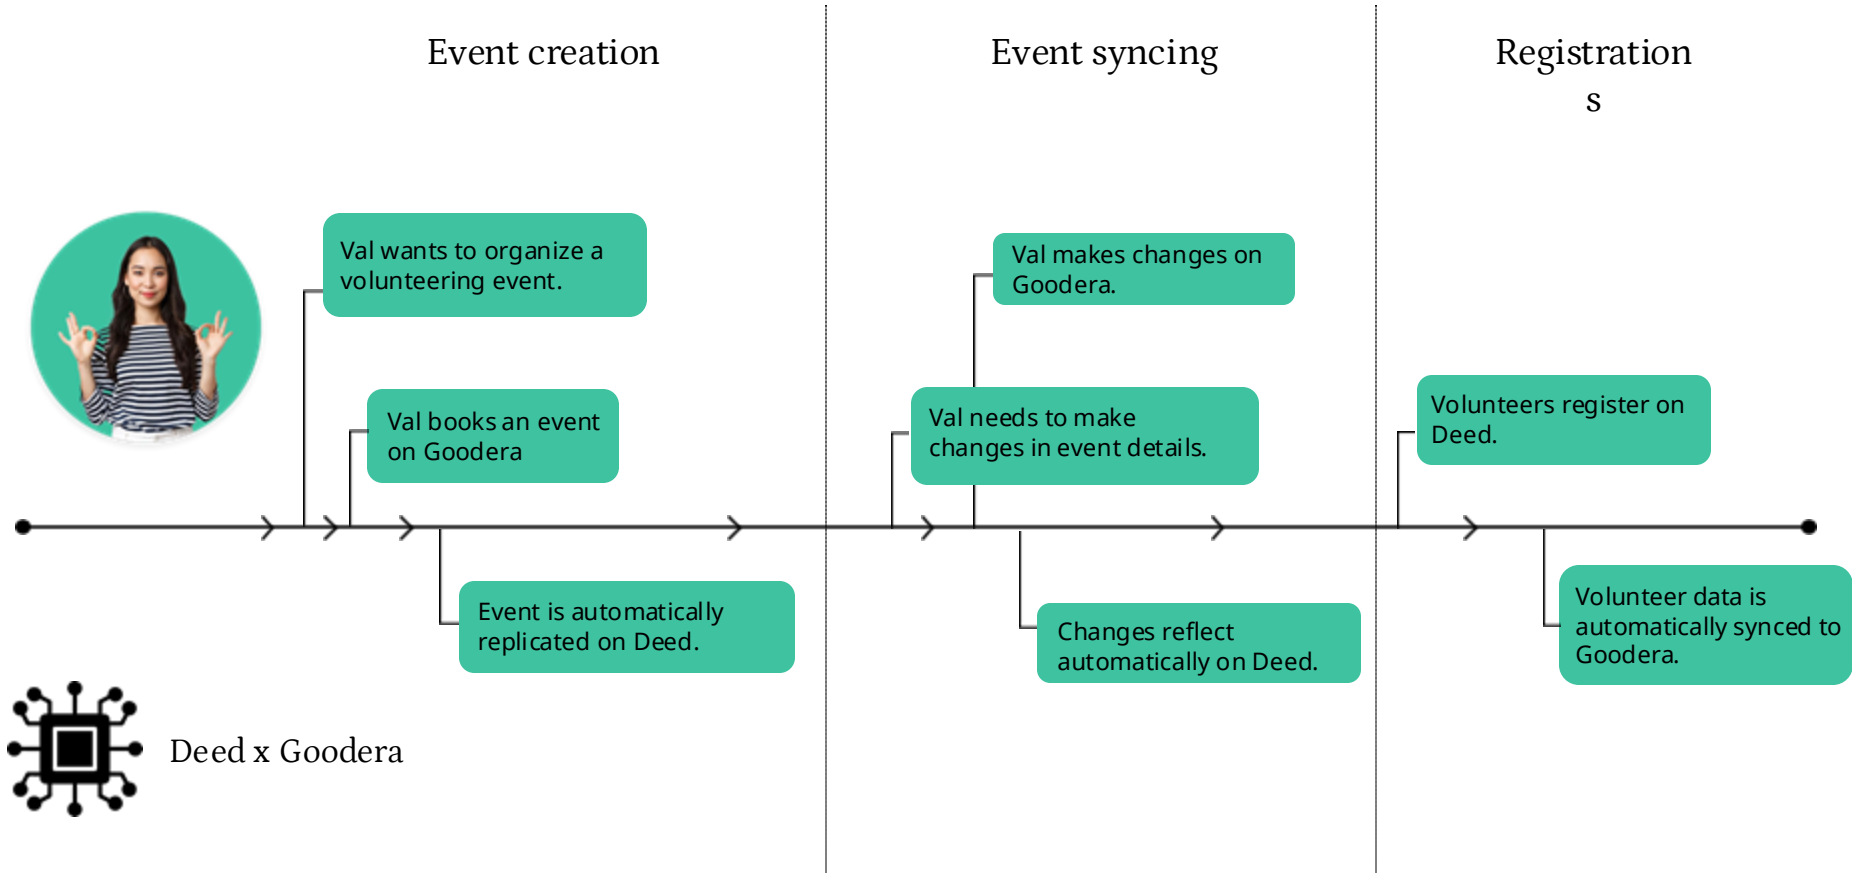 Event creation
Event syncing
Registration
s
Val wants to organize a
volunteering event.
Val books an event
on Goodera
Event is automatically
replicated on Deed.
Val makes changes on
Goodera.
Val needs to make
changes in event details.
Changes reflect
automatically on Deed.
Volunteers register on
Deed.
Volunteer data is
automatically synced to
Goodera.
Deed x Goodera